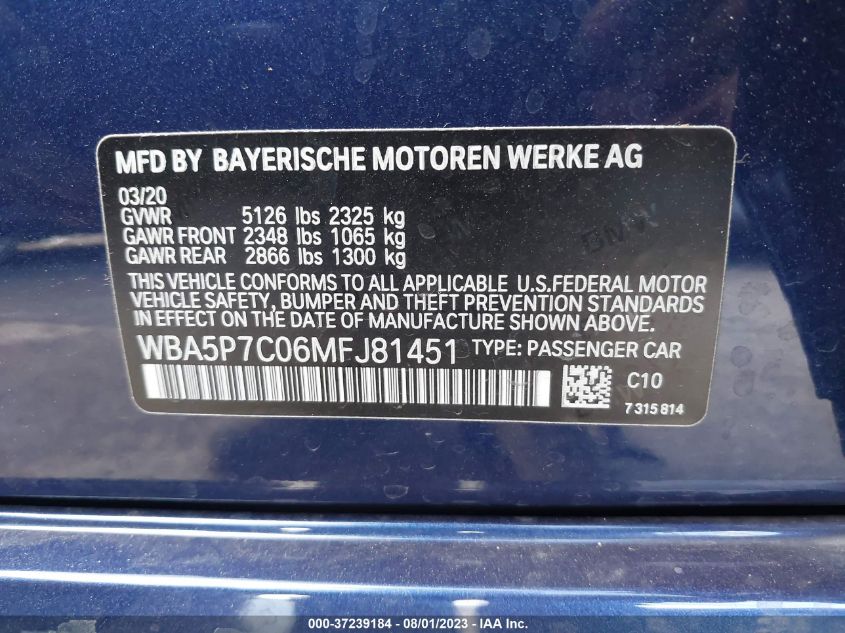 MFD BY BAYERISCHE MOTOREN WERKE AG
03/20
GVWR 5126 lbs 2325 kg
GAWR FRONT 2348 lbs 1065 kg
GAWR REAR 2866 lbs 1300 kg
THIS VEHICLE CONFORMS TO ALL APPLICABLE U.S.FEDERAL MOTOR
VEHICLE SAFETY, BUMPER AND THEFT PREVENTION STANDARDS
IN EFFECT ON THE DATE OF MANUFACTURE SHOWN ABOVE.
WBA5P7C06MFJ81451 TYPE: PASSENGER CAR
C10
7 315 814
000-37239184 - 08/01/2023 - IAA Inc.